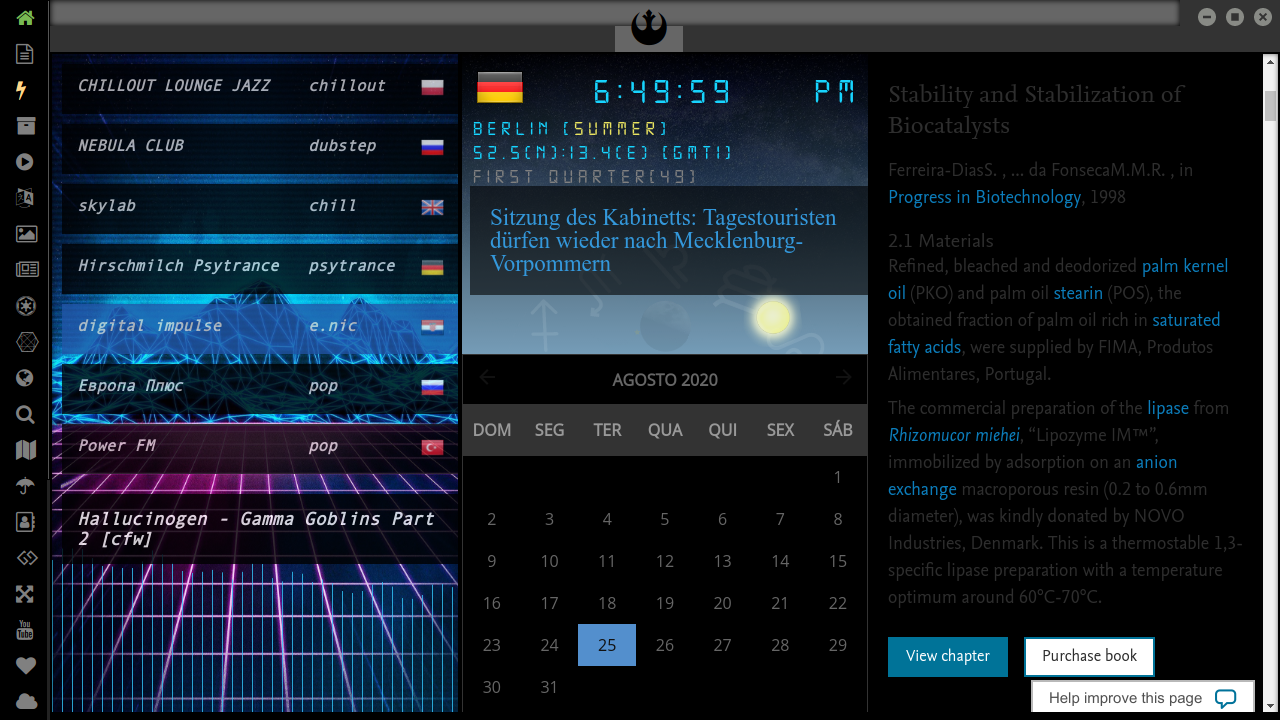 CHILLOUT LOUNGE JAZZ chillout
NEBULA CLUB dubstep
skylab chill
Hirschmilch Psytrance psytrance
digital impulse e.nic
Европа Плюс pop
Power FM pop
Hallucinogen - Gamma Goblins Part
2 [cfw]
6:49:59 PM
BERLIN (SUMMER)
52.5(N):13.4(E) (GMT1)
FIRST QUARTER(49)
Sitzung des Kabinetts: Tagestouristen
dürfen wieder nach Mecklenburg-
Vorpommern
AGOSTO 2020
DOM SEG TER QUA QUI SEX SÁB
1
2 3 4 5 6 7 8
9 10 11 12 13 14 15
16 17 18 19 20 21 22
23 24 25 26 27 28 29
30 31
Stability and Stabilization of
Biocatalysts
Ferreira-DiasS. , ... da FonsecaM.M.R. , in
Progress in Biotechnology, 1998
2.1 Materials
Refined, bleached and deodorized palm kernel
oil (PKO) and palm oil stearin (POS), the
obtained fraction of palm oil rich in saturated
fatty acids, were supplied by FIMA, Produtos
Alimentares, Portugal.
The commercial preparation of the lipase from
Rhizomucor miehei, “Lipozyme IM™”,
immobilized by adsorption on an anion
exchange macroporous resin (0.2 to 0.6mm
diameter), was kindly donated by NOVO
Industries, Denmark. This is a thermostable 1,3-
specific lipase preparation with a temperature
optimum around 60°C-70°C.
View chapter Purchase book
Help improve this page
You
Tube